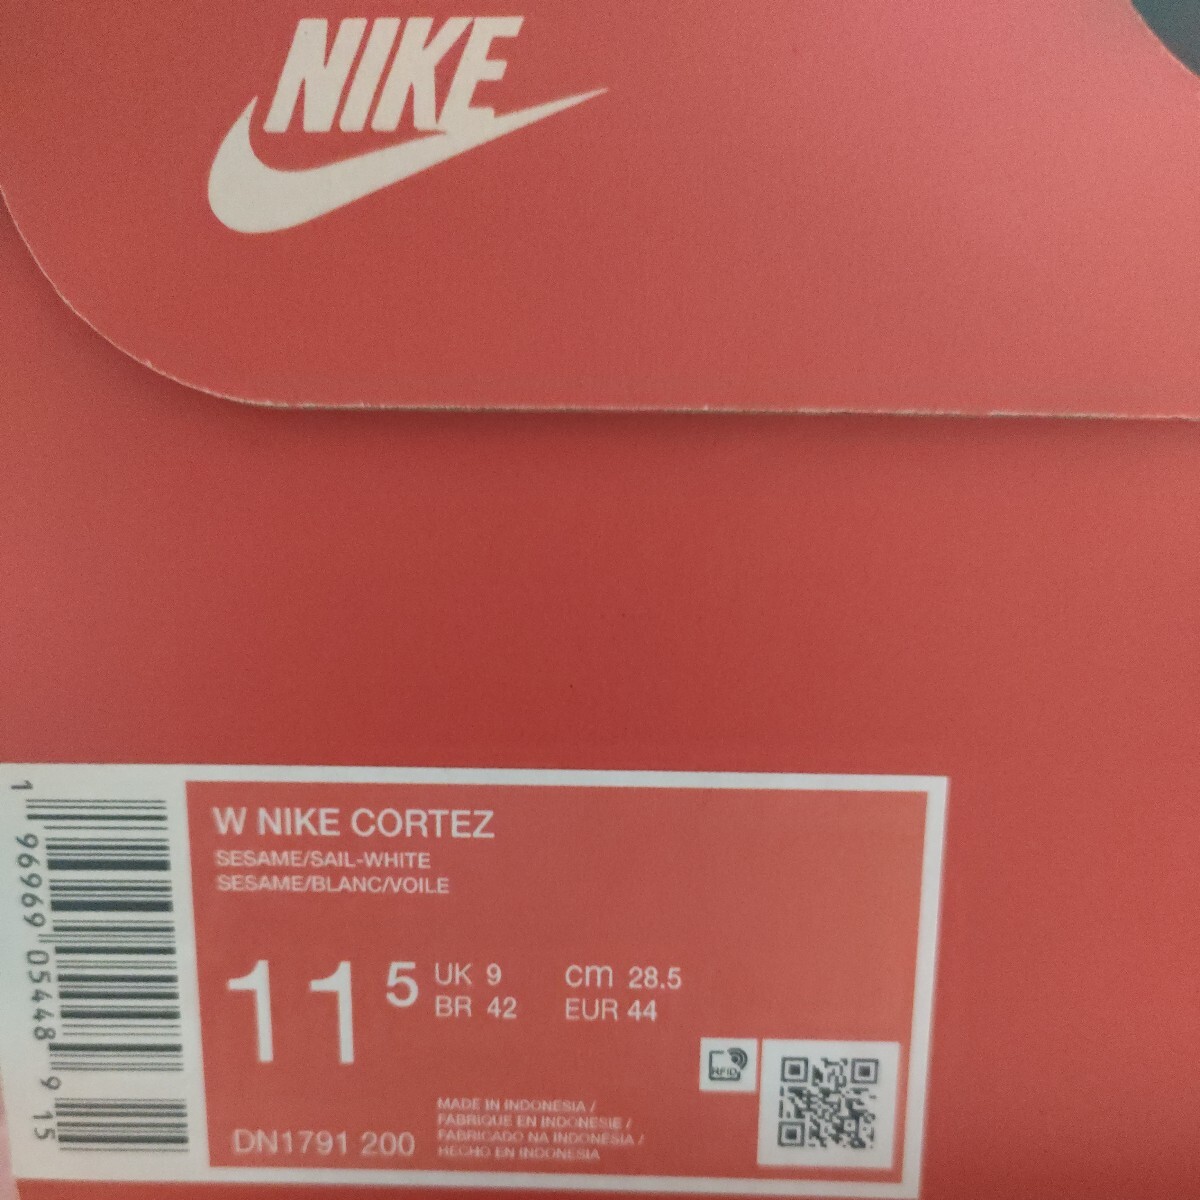 NIKE
W NIKE CORTEZ
SESAME/SAIL-WHITE
SESAME/BLANC/VOILE
11 5
UK 9 cm 28.5
BR 42 EUR 44
RFID
MADE IN INDONESIA /
FABRIQUE EN INDONESIE /
FABRICADO NA INDONESIA /
HECHO EN INDONESIA
DN1791 200
1 96969 05448 9 15